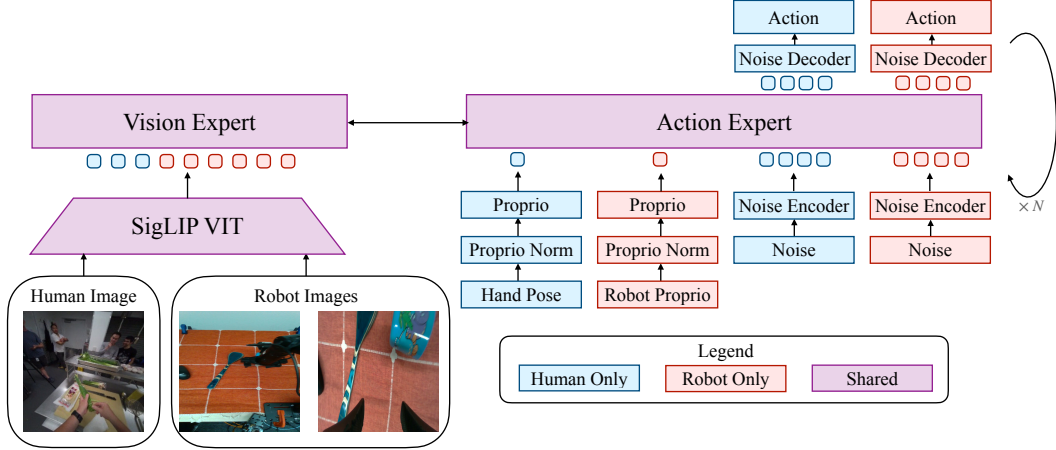 Action
Action
Noise Decoder
Noise Decoder
Vision Expert
Action Expert
× N
SigLIP VIT
Proprio
Proprio
Noise Encoder
Noise Encoder
Proprio Norm
Proprio Norm
Noise
Noise
Human Image
Robot Images
Hand Pose
Robot Proprio
Legend
Human Only
Robot Only
Shared